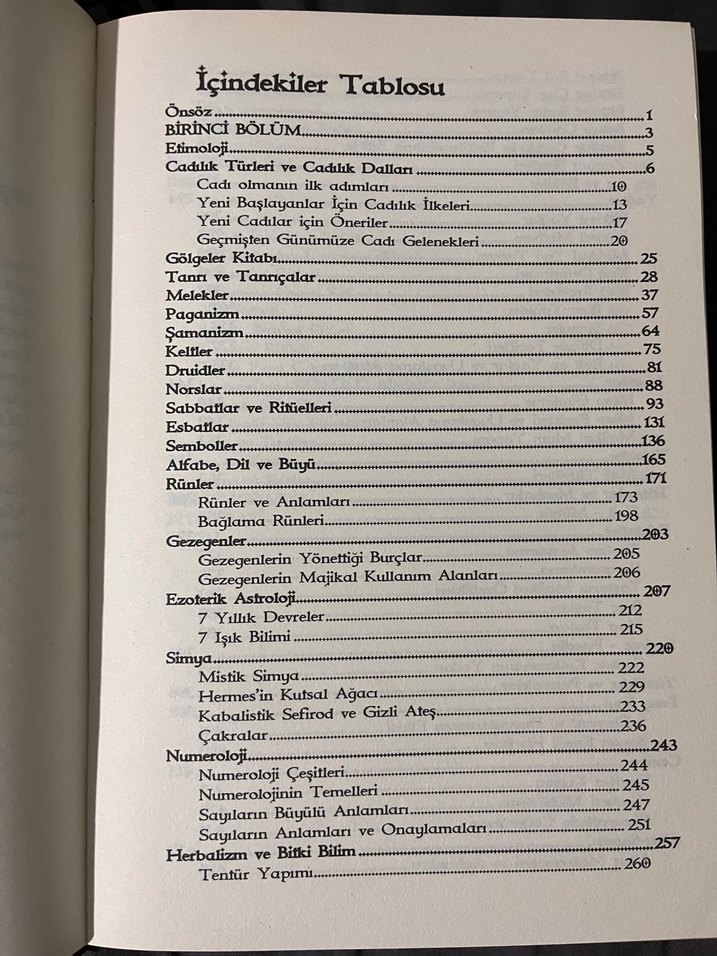 İçindekiler Tablosu
Önsöz 1
BİRİNCİ BÖLÜM 3
Etimoloji 5
Cadılık Türleri ve Cadılık Dalları 6
Cadı olmanın ilk adımları 10
Yeni Başlayanlar İçin Cadılık İlkeleri 13
Yeni Cadılar için Öneriler 17
Geçmişten Günümüze Cadı Gelenekleri 20
Gölgeler Kitabı 25
Tanrı ve Tanrıçalar 28
Melekler 37
Paganizm 57
Şamanizm 64
Keltler 75
Druidler 81
Norslar 88
Sabbatlar ve Ritüelleri 93
Esbatlar 131
Semboller 136
Alfabe, Dil ve Büyü 165
Rünler 171
Rünler ve Anlamları 173
Bağlama Rünleri 198
Gezegenler 203
Gezegenlerin Yönettiği Burçlar 205
Gezegenlerin Majikal Kullanım Alanları 206
Ezoterik Astroloji 207
7 Yıllık Devreler 212
7 Işık Bilimi 215
Simya 220
Mistik Simya 222
Hermes'in Kutsal Ağacı 229
Kabalistik Sefirod ve Gizli Ateş 233
Çakralar 236
Numeroloji 243
Numeroloji Çeşitleri 244
Numerolojinin Temelleri 245
Sayıların Büyülü Anlamları 247
Sayıların Anlamları ve Onaylamaları 251
Herbalizm ve Bitki Bilim 257
Tentür Yapımı 260